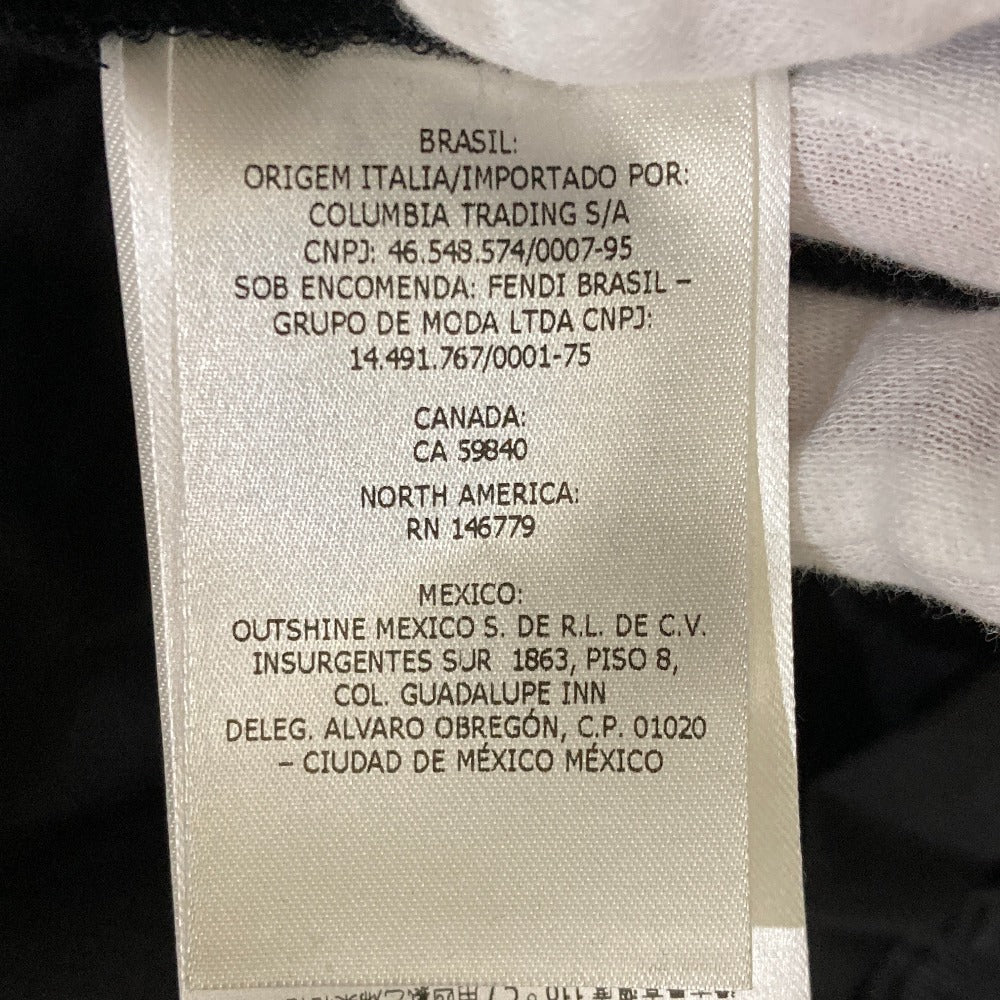 BRASIL:
ORIGEM ITALIA/IMPORTADO POR:
COLUMBIA TRADING S/A
CNPJ: 46.548.574/0007-95
SOB ENCOMENDA: FENDI BRASIL –
GRUPO DE MODA LTDA CNPJ:
14.491.767/0001-75
CANADA:
CA 59840
NORTH AMERICA:
RN 146779
MEXICO:
OUTSHINE MEXICO S. DE R.L. DE C.V.
INSURGENTES SUR 1863, PISO 8,
COL. GUADALUPE INN
DELEG. ALVARO OBREGÓN, C.P. 01020
– CIUDAD DE MÉXICO MÉXICO